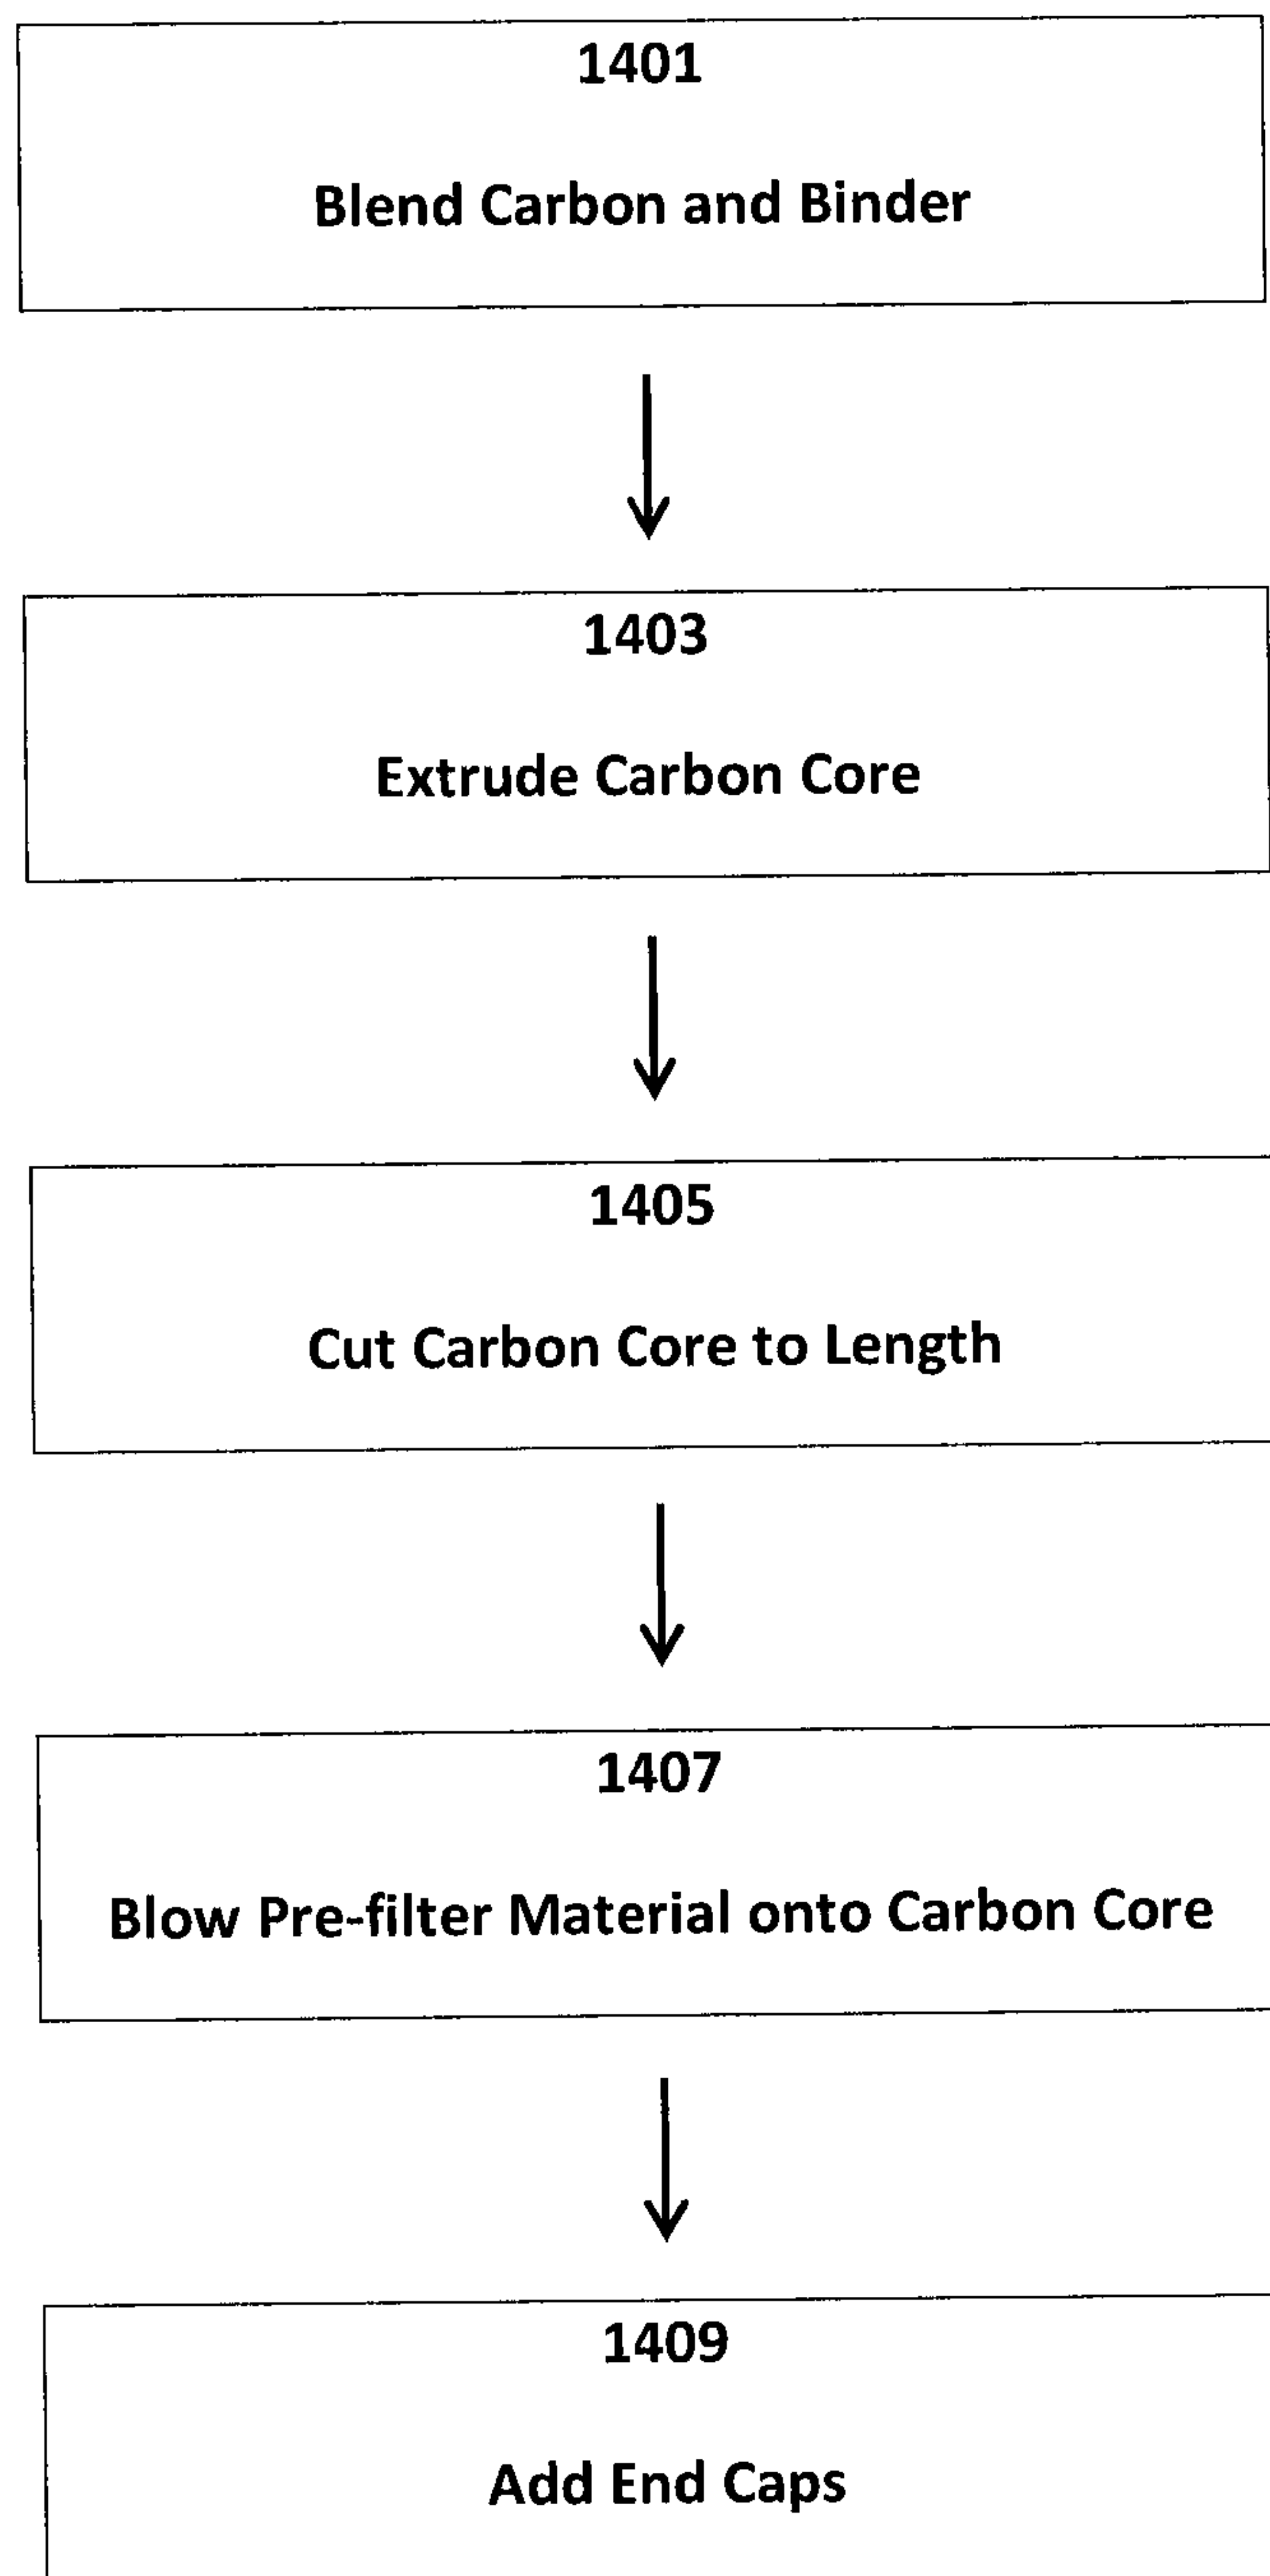 1401
Blend Carbon and Binder
1403
Extrude Carbon Core
1405
Cut Carbon Core to Length
1407
Blow Pre-filter Material onto Carbon Core
1409
Add End Caps